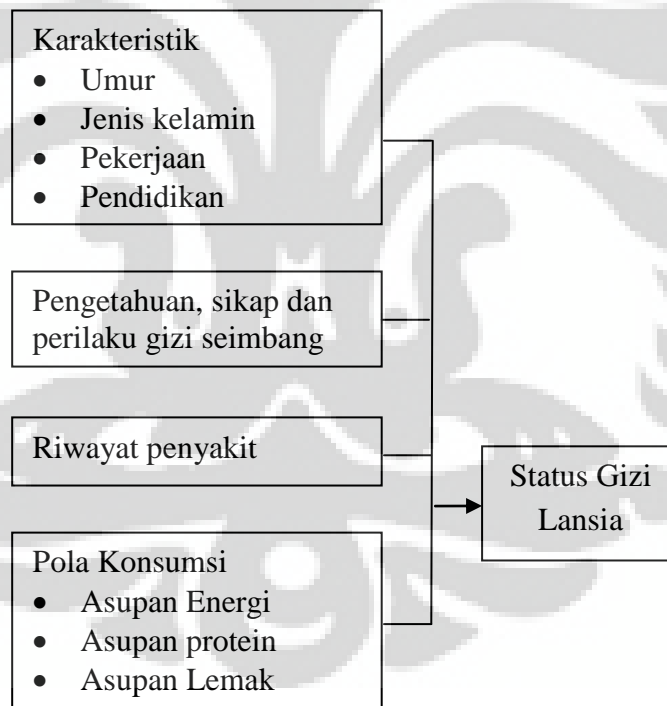 Karakteristik
• Umur
• Jenis kelamin
• Pekerjaan
• Pendidikan
Pengetahuan, sikap dan
perilaku gizi seimbang
Riwayat penyakit
Status Gizi
Lansia
Pola Konsumsi
• Asupan Energi
• Asupan protein
• Asupan Lemak